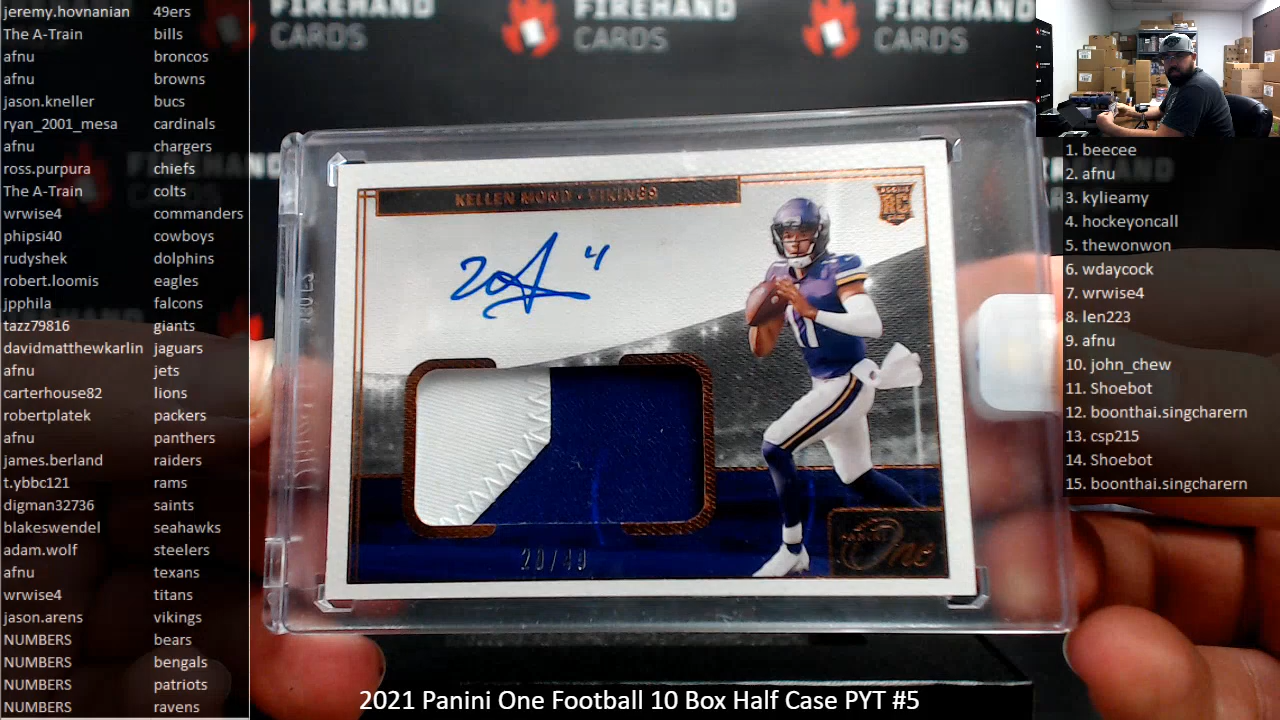 jeremy.hovnanian 49ers
The A-Train bills
afnu broncos
afnu browns
jason.kneller bucs
ryan_2001_mesa cardinals
afnu chargers
ross.purpura chiefs
The A-Train colts
wrwise4 commanders
phipsi40 cowboys
rudyshek dolphins
robert.loomis eagles
jpphila falcons
tazz79816 giants
davidmatthewkarlin jaguars
afnu jets
carterhouse82 lions
robertplatek packers
afnu panthers
james.berland raiders
t.ybbc121 rams
digman32736 saints
blakeswendel seahawks
adam.wolf steelers
afnu texans
wrwise4 titans
jason.arens vikings
NUMBERS bears
NUMBERS bengals
NUMBERS patriots
NUMBERS ravens
FIREHAND
CARDS
FIREHAND
CARDS
FIREHAND
CARDS
KELLEN MOND · VIKINGS
RC
4
11
PANINI
One
1. beecee
2. afnu
3. kylieamy
4. hockeyoncall
5. thewonwon
6. wdaycock
7. wrwise4
8. len223
9. afnu
10. john_chew
11. Shoebot
12. boonthai.singcharern
13. csp215
14. Shoebot
15. boonthai.singcharern
2021 Panini One Football 10 Box Half Case PYT #5